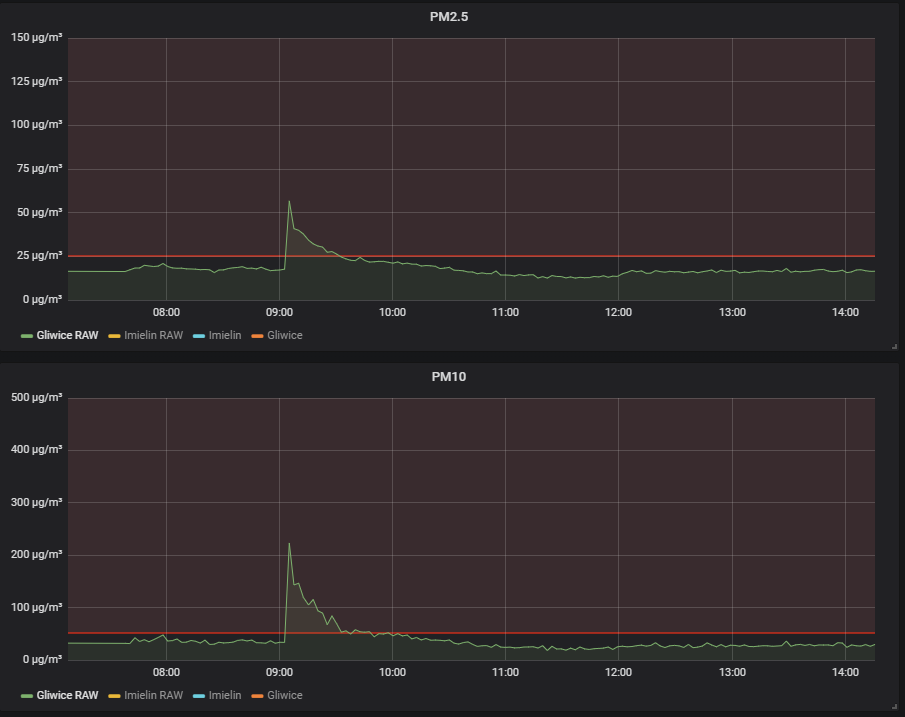 PM2.5
150 µg/m³
125 µg/m³
100 µg/m³
75 µg/m³
50 µg/m³
25 µg/m³
0 µg/m³
08:00 09:00 10:00 11:00 12:00 13:00 14:00
Gliwice RAW Imielin RAW Imielin Gliwice
PM10
500 µg/m³
400 µg/m³
300 µg/m³
200 µg/m³
100 µg/m³
0 µg/m³
08:00 09:00 10:00 11:00 12:00 13:00 14:00
Gliwice RAW Imielin RAW Imielin Gliwice